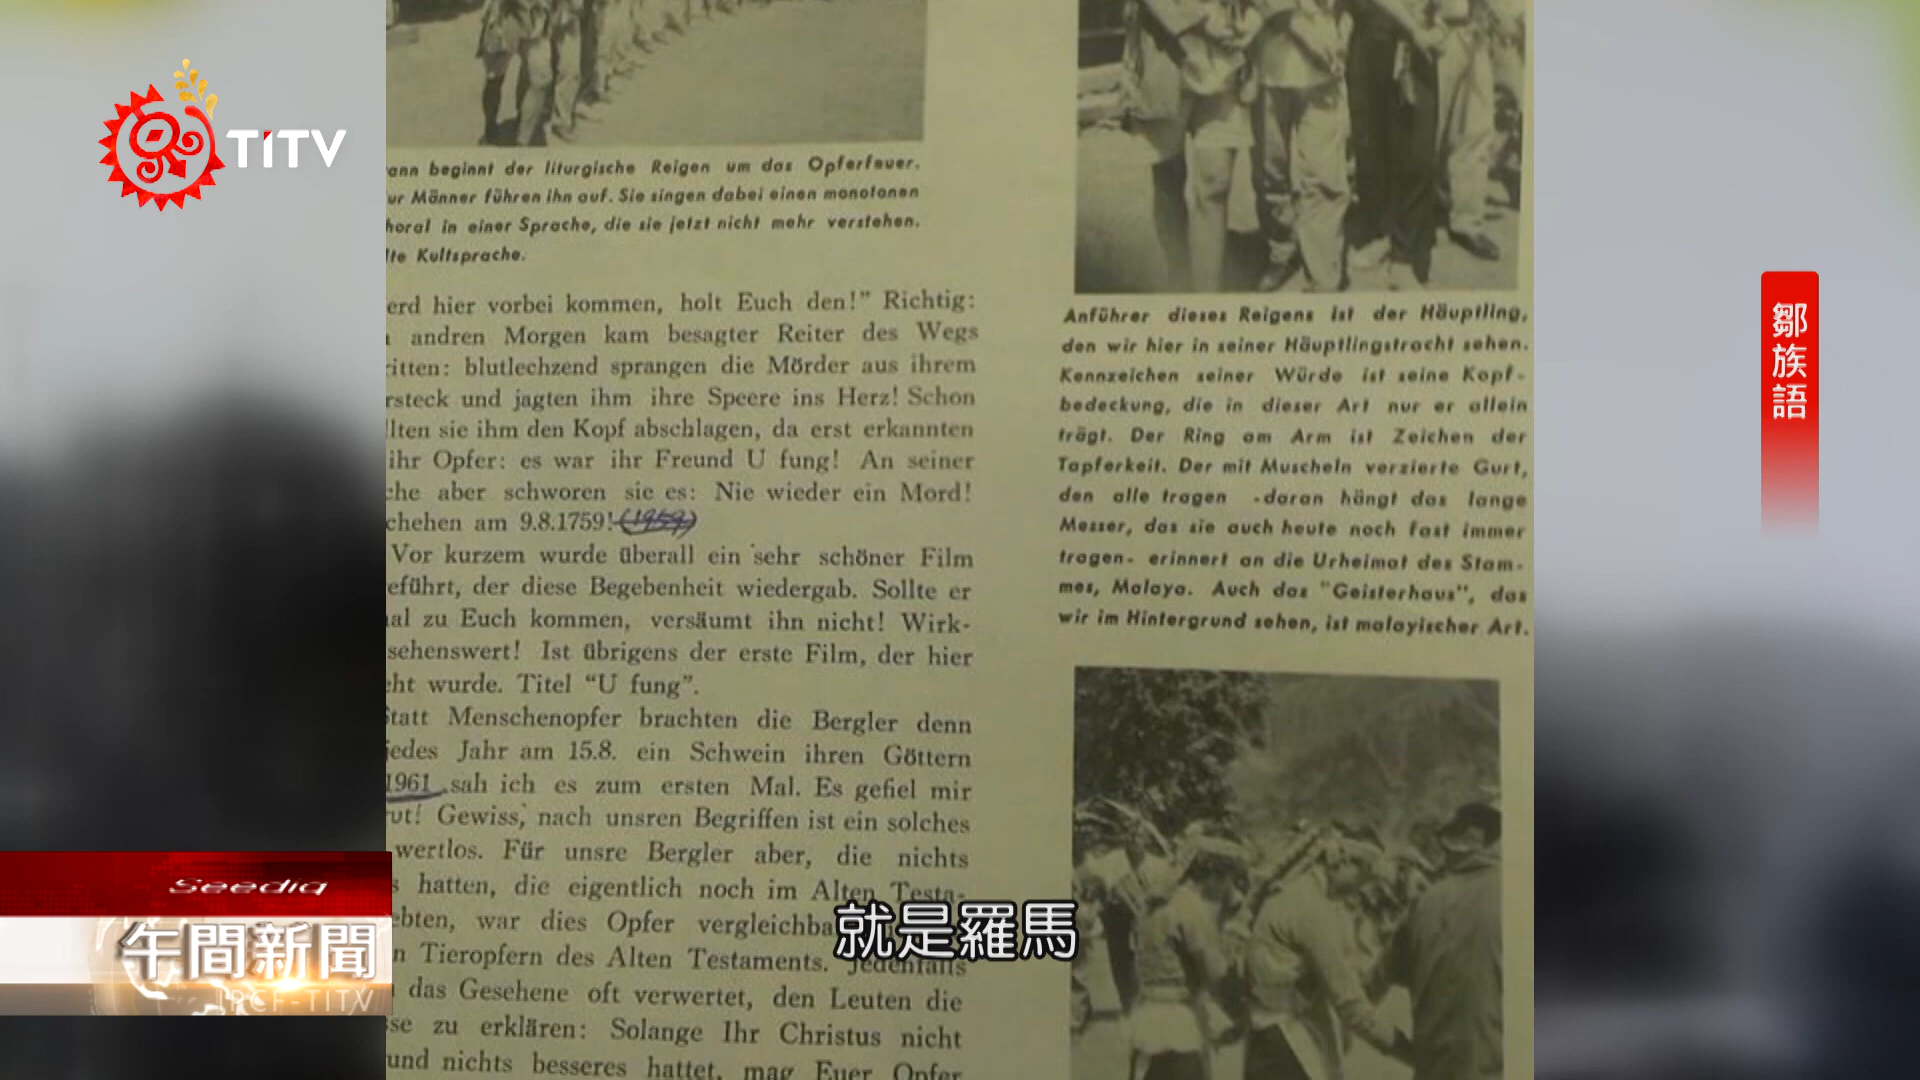 TiTV
ann beginnt der liturgische Reigen um das Opferfeuer.
ur Männer führen ihn auf. Sie singen dabei einen monotonen
horal in einer Sprache, die sie jetzt nicht mehr verstehen.
lte Kultsprache.
erd hier vorbei kommen, holt Euch den!" Richtig:
andren Morgen kam besagter Reiter des Wegs
ritten: blutlechzend sprangen die Mörder aus ihrem
rsteck und jagten ihm ihre Speere ins Herz! Schon
llten sie ihm den Kopf abschlagen, da erst erkannten
ihr Opfer: es war ihr Freund U fung! An seiner
che aber schworen sie es: Nie wieder ein Mord!
chehen am 9.8.1759! (1959)
Vor kurzem wurde überall ein sehr schöner Film
eführt, der diese Begebenheit wiedergab. Sollte er
al zu Euch kommen, versäumt ihn nicht! Wirk-
sehenswert! Ist übrigens der erste Film, der hier
cht wurde. Titel "U fung".
Statt Menschenopfer brachten die Bergler denn
jedes Jahr am 15.8. ein Schwein ihren Göttern
1961 sah ich es zum ersten Mal. Es gefiel mir
ut! Gewiss, nach unsren Begriffen ist ein solches
wertlos. Für unsre Bergler aber, die nichts
s hatten, die eigentlich noch im Alten Testa-
ebten, war dies Opfer vergleichba
n Tieropfern des Alten Testaments. Jedenfalls
das Gesehene oft verwertet, den Leuten die
sse zu erklären: Solange Ihr Christus nicht
und nichts besseres hattet, mag Euer Opfer
Anführer dieses Reigens ist der Häuptling,
den wir hier in seiner Häuptlingstracht sehen.
Kennzeichen seiner Würde ist seine Kopf-
bedeckung, die in dieser Art nur er allein
trägt. Der Ring am Arm ist Zeichen der
Tapferkeit. Der mit Muscheln verzierte Gurt,
den alle tragen -daran hängt das lange
Messer, das sie auch heute noch fast immer
tragen- erinnert an die Urheimat des Stam-
mes, Malaya. Auch das "Geisterhaus", das
wir im Hintergrund sehen, ist malayischer Art.
鄒族語
Seediq
午間新聞
IPCF-TITV
就是羅馬